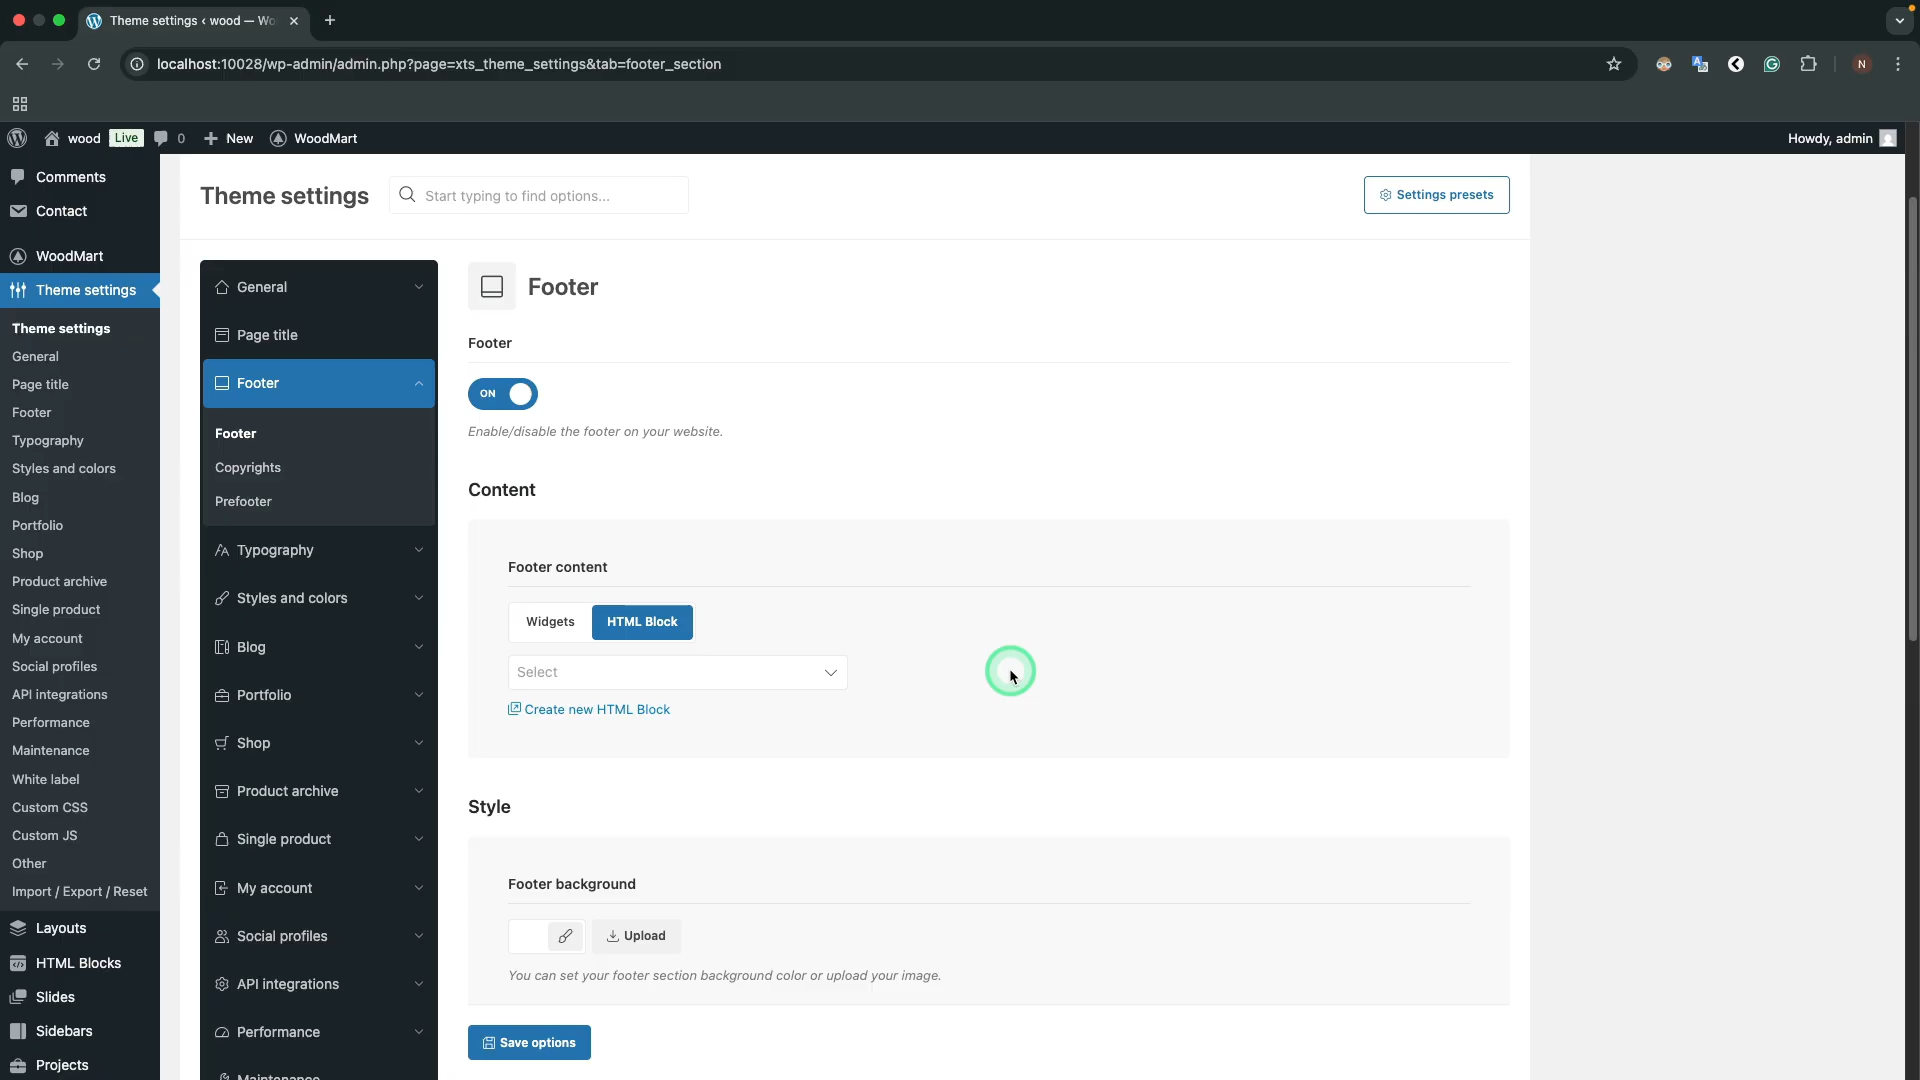 Theme settings ‹ wood — Wo
localhost:10028/wp-admin/admin.php?page=xts_theme_settings&tab=footer_section
N
wood Live 0 New WoodMart
Howdy, admin
Comments
Contact
WoodMart
Theme settings
Theme settings
General
Page title
Footer
Typography
Styles and colors
Blog
Portfolio
Shop
Product archive
Single product
My account
Social profiles
API integrations
Performance
Maintenance
White label
Custom CSS
Custom JS
Other
Import / Export / Reset
Layouts
HTML Blocks
Slides
Sidebars
Projects
Theme settings
Start typing to find options...
Settings presets
General
Page title
Footer
Footer
Copyrights
Prefooter
Typography
Styles and colors
Blog
Portfolio
Shop
Product archive
Single product
My account
Social profiles
API integrations
Performance
Maintenance
Footer
Footer
ON
Enable/disable the footer on your website.
Content
Footer content
Widgets HTML Block
Select
Create new HTML Block
Style
Footer background
Upload
You can set your footer section background color or upload your image.
Save options